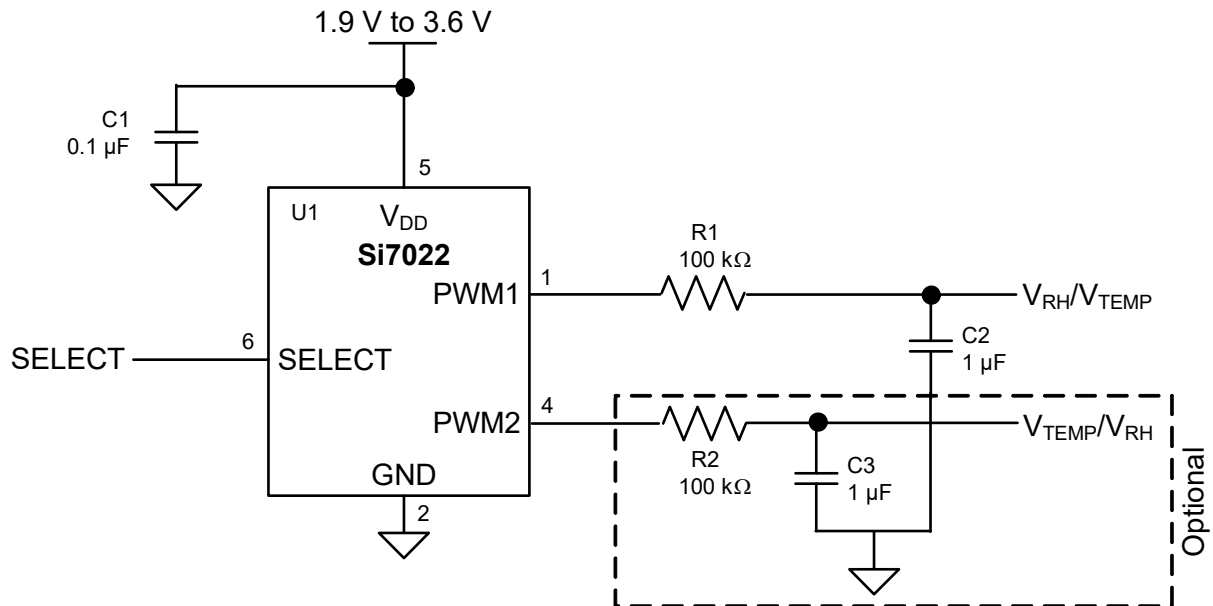 1.9 V to 3.6 V
C1
0.1 µF
5
U1
VDD
Si7022
R1
100 kΩ
PWM1
1
VRH/VTEMP
SELECT
6
SELECT
C2
1 µF
PWM2
4
VTEMP/VRH
R2
100 kΩ
C3
1 µF
GND
2
Optional